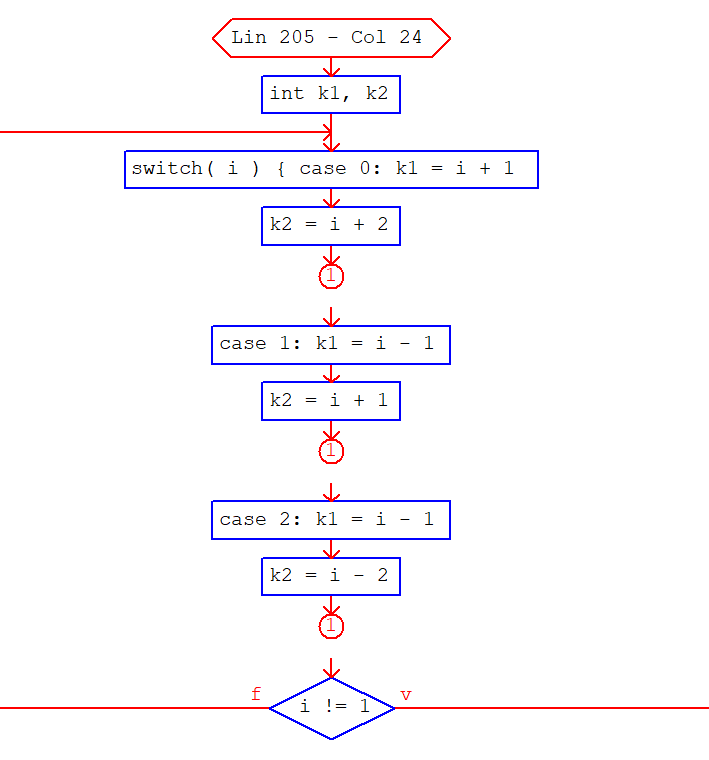 Lin 205 - Col 24
int k1, k2
switch( i ) { case 0: k1 = i + 1
k2 = i + 2
1
case 1: k1 = i - 1
k2 = i + 1
1
case 2: k1 = i - 1
k2 = i - 2
1
f
v
i != 1